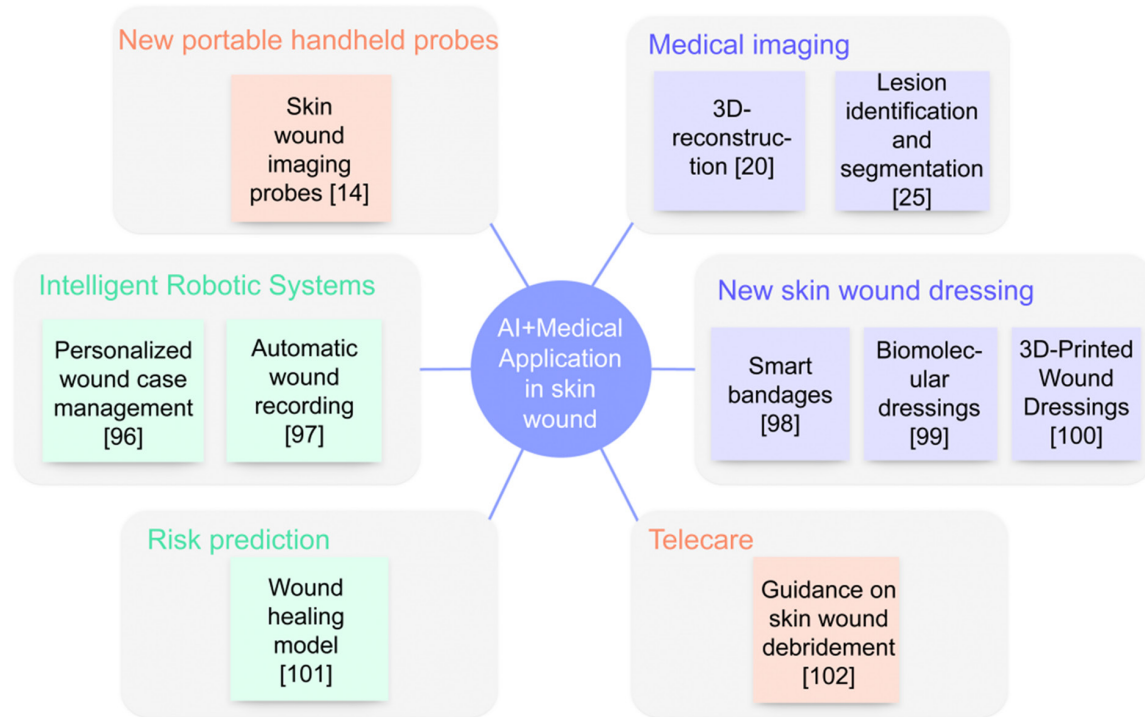 New portable handheld probes
Skin
wound
imaging
probes [14]
Medical imaging
3D-
reconstruc-
tion [20]
Lesion
identification
and
segmentation
[25]
Intelligent Robotic Systems
Personalized
wound case
management
[96]
Automatic
wound
recording
[97]
AI+Medical
Application
in skin
wound
New skin wound dressing
Smart
bandages
[98]
Biomolec-
ular
dressings
[99]
3D-Printed
Wound
Dressings
[100]
Risk prediction
Wound
healing
model
[101]
Telecare
Guidance on
skin wound
debridement
[102]